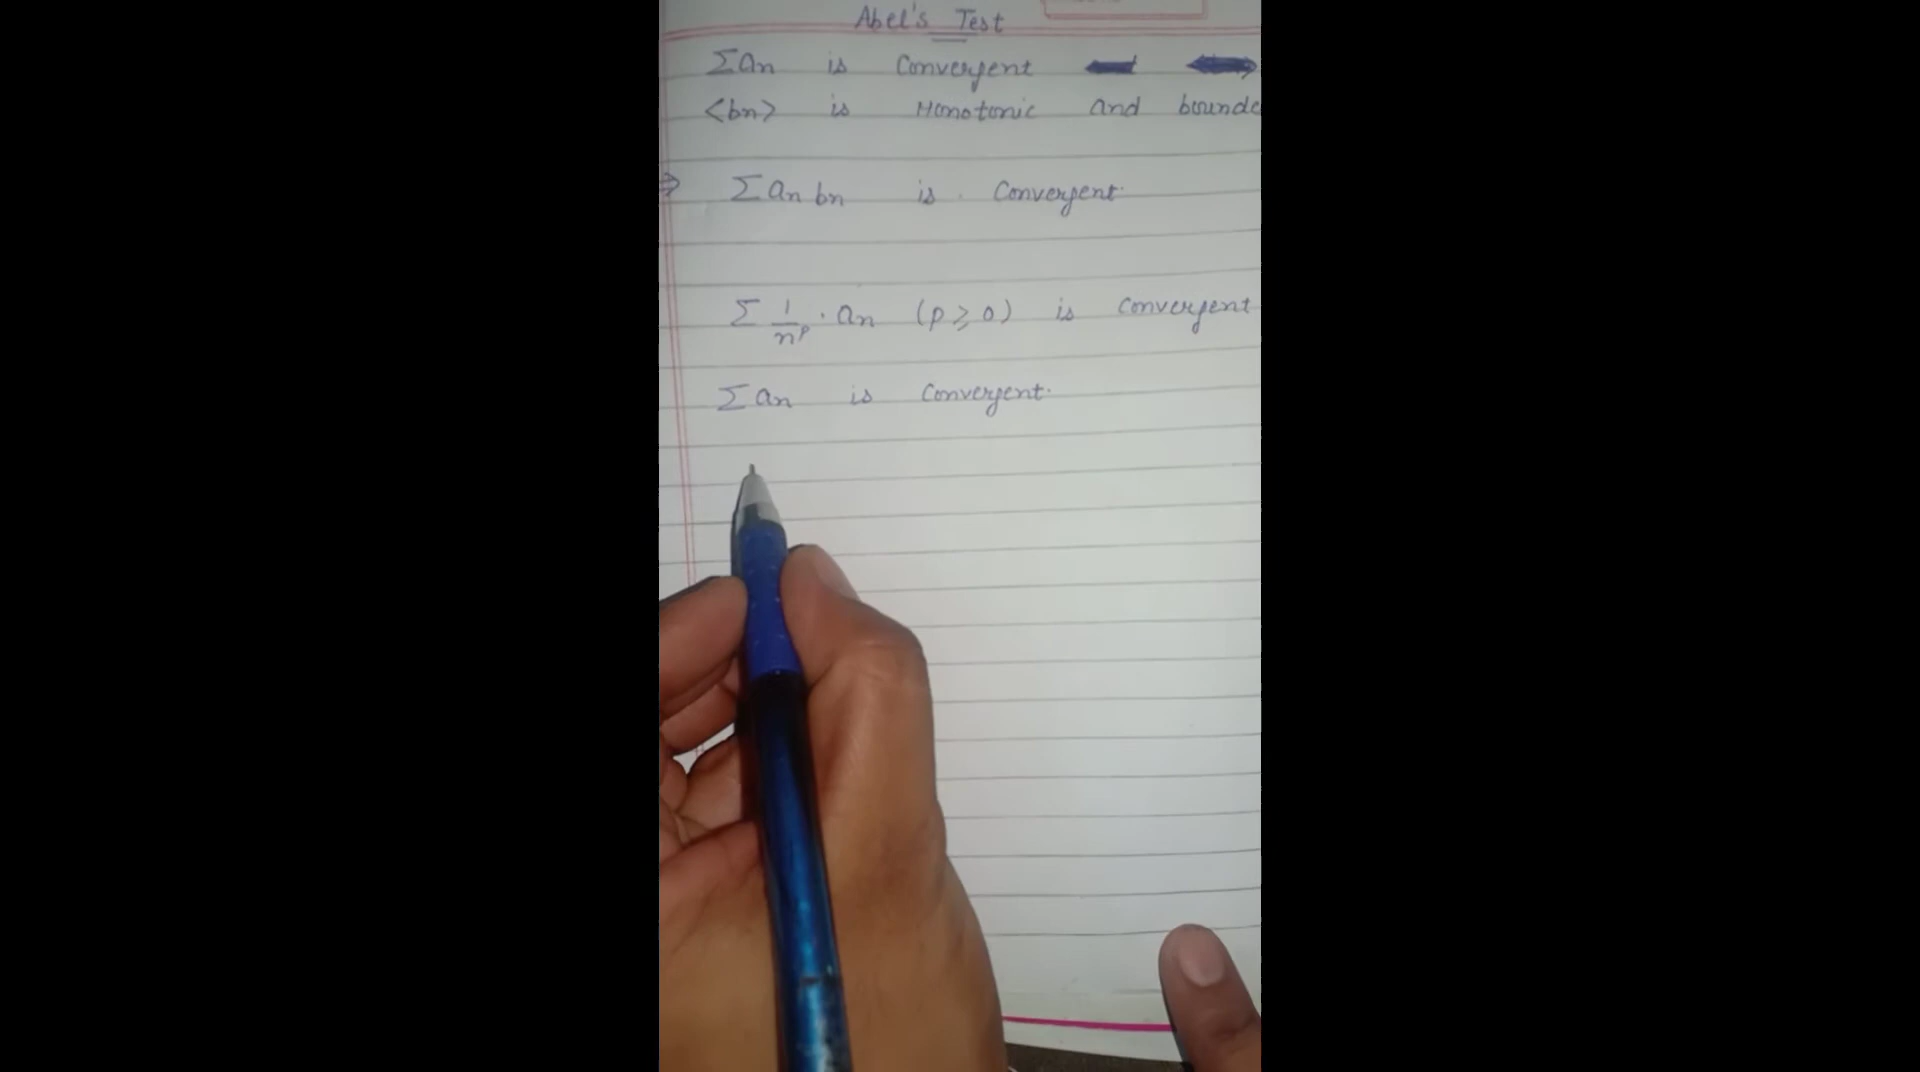 Abel's Test
Σan is Convergent
<bn> is Monotonic and bounde
⇒ Σan bn is Convergent.
Σ 1/n^p · an (p ≥ 0) is Convergent
Σan is Convergent.